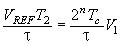 V_REF T_2 / τ = 2^n T_c / τ V_1